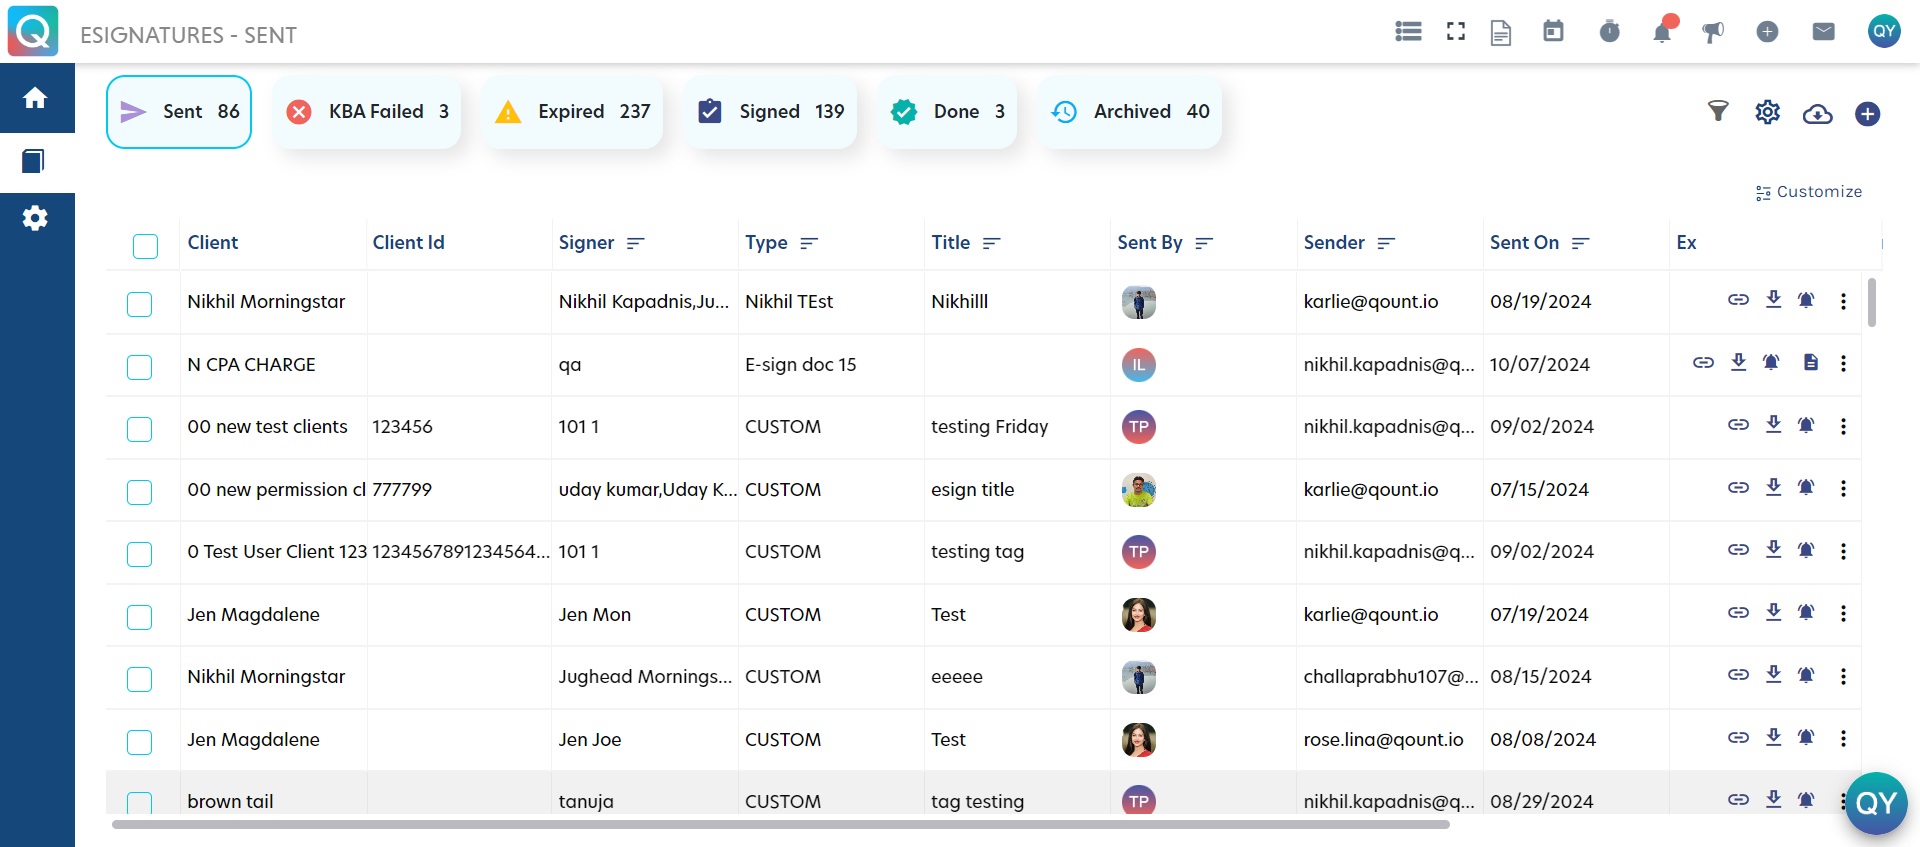 ESIGNATURES - SENT
QY
Sent 86
KBA Failed 3
Expired 237
Signed 139
Done 3
Archived 40
Customize
Client Client Id Signer Type Title Sent By Sender Sent On Ex
Nikhil Morningstar Nikhil Kapadnis,Ju... Nikhil TEst Nikhilll karlie@qount.io 08/19/2024
N CPA CHARGE qa E-sign doc 15 IL nikhil.kapadnis@q... 10/07/2024
00 new test clients 123456 101 1 CUSTOM testing Friday TP nikhil.kapadnis@q... 09/02/2024
00 new permission cl 777799 uday kumar,Uday K... CUSTOM esign title karlie@qount.io 07/15/2024
0 Test User Client 123 1234567891234564... 101 1 CUSTOM testing tag TP nikhil.kapadnis@q... 09/02/2024
Jen Magdalene Jen Mon CUSTOM Test karlie@qount.io 07/19/2024
Nikhil Morningstar Jughead Mornings... CUSTOM eeeee challaprabhu107@... 08/15/2024
Jen Magdalene Jen Joe CUSTOM Test rose.lina@qount.io 08/08/2024
brown tail tanuja CUSTOM tag testing TP nikhil.kapadnis@q... 08/29/2024
QY